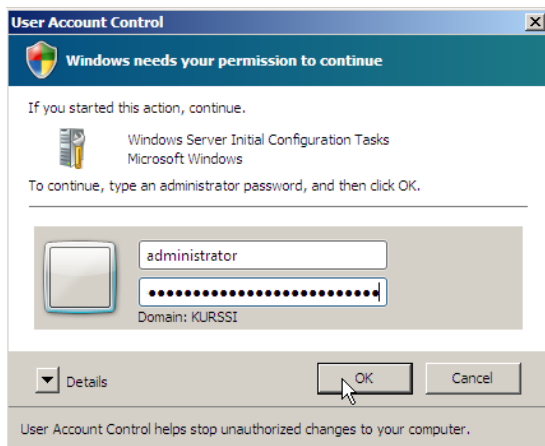 User Account Control
Windows needs your permission to continue
If you started this action, continue.
Windows Server Initial Configuration Tasks
Microsoft Windows
To continue, type an administrator password, and then click OK.
administrator
●●●●●●●●●●●●●●●●●●●●●●●●●●●●
Domain: KURSSI
Details
OK
Cancel
User Account Control helps stop unauthorized changes to your computer.